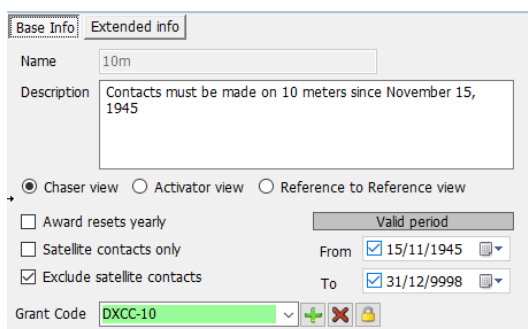 Base Info Extended info
Name 10m
Description Contacts must be made on 10 meters since November 15,
1945
Chaser view Activator view Reference to Reference view
Award resets yearly Valid period
Satellite contacts only From 15/11/1945
Exclude satellite contacts To 31/12/9998
Grant Code DXCC-10